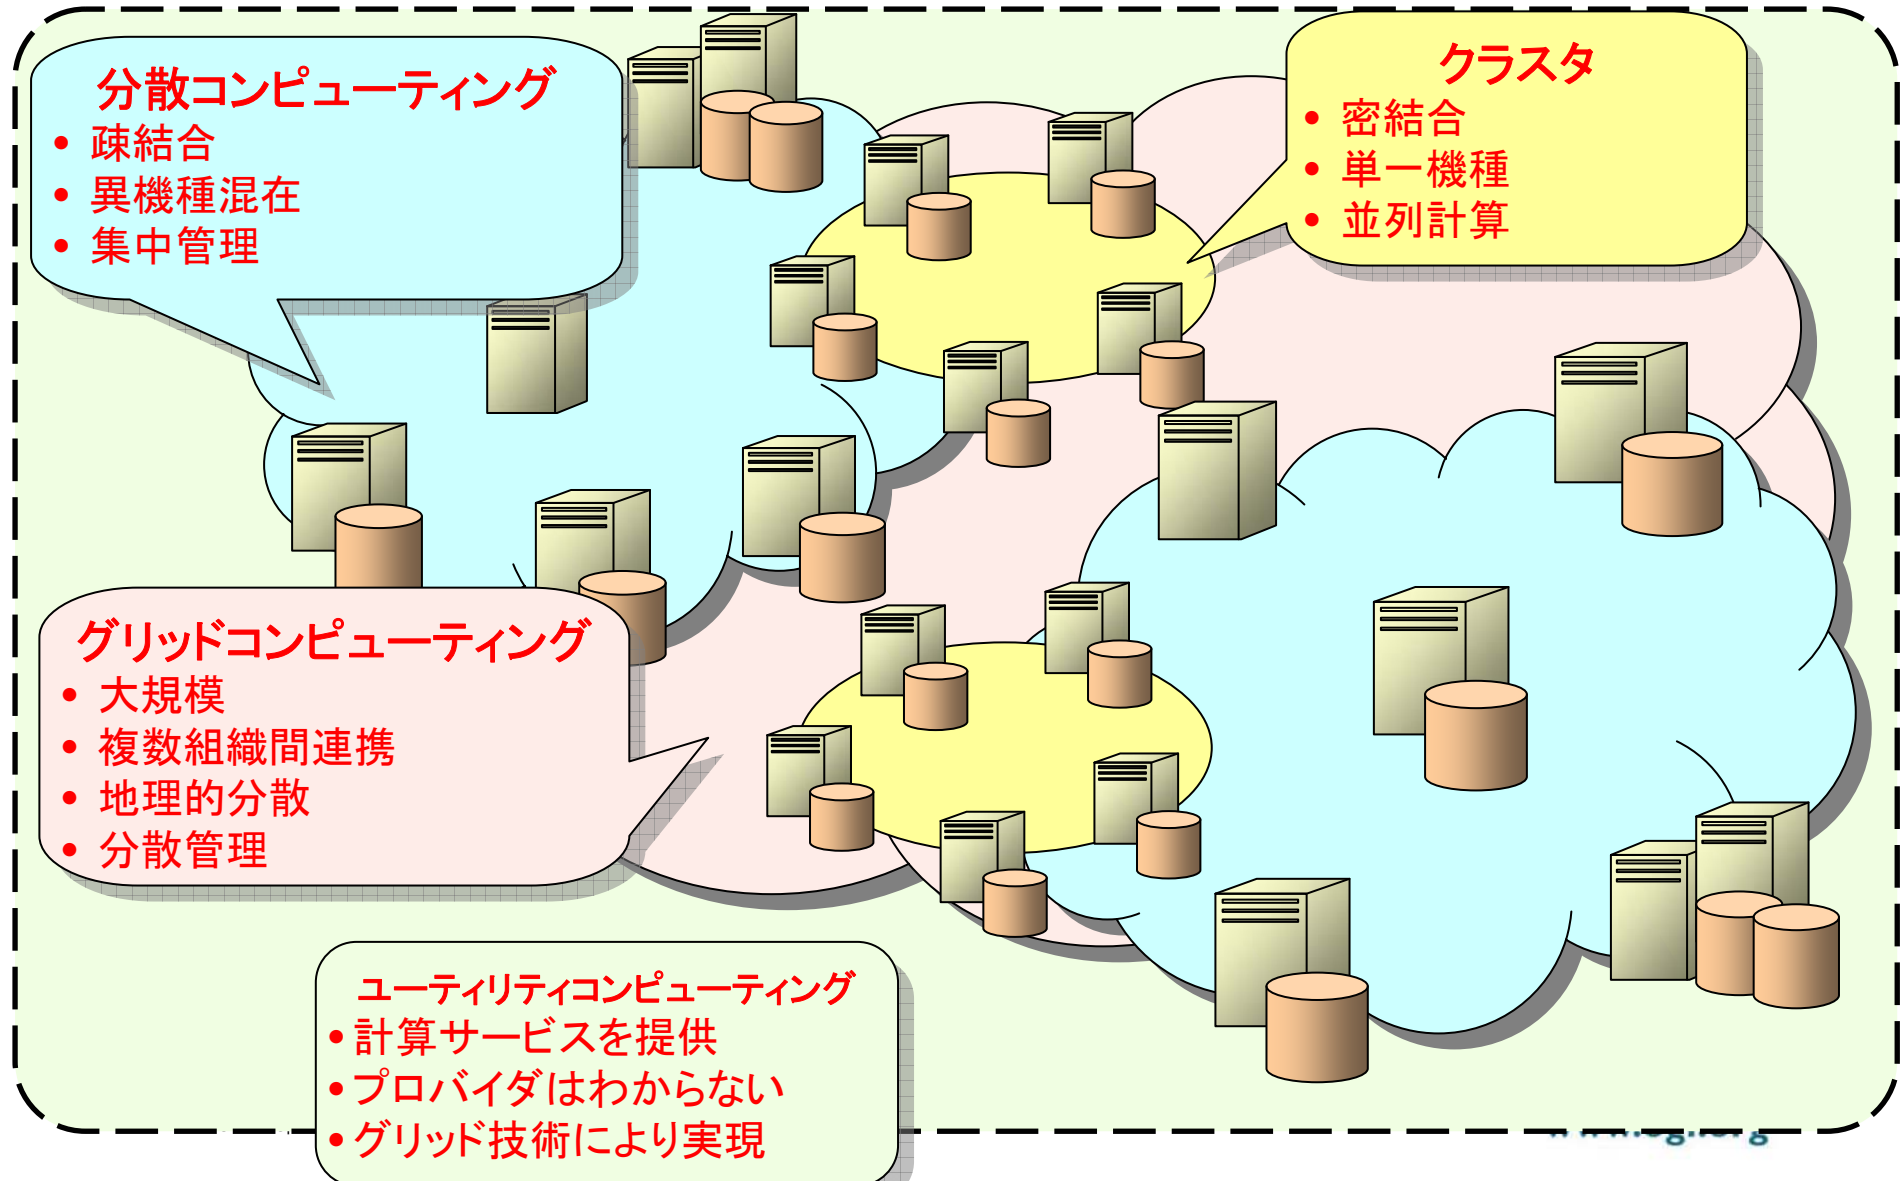 分散コンピューティング
• 疎結合
• 異機種混在
• 集中管理
クラスタ
• 密結合
• 単一機種
• 並列計算
グリッドコンピューティング
• 大規模
• 複数組織間連携
• 地理的分散
• 分散管理
ユーティリティコンピューティング
• 計算サービスを提供
• プロバイダはわからない
• グリッド技術により実現